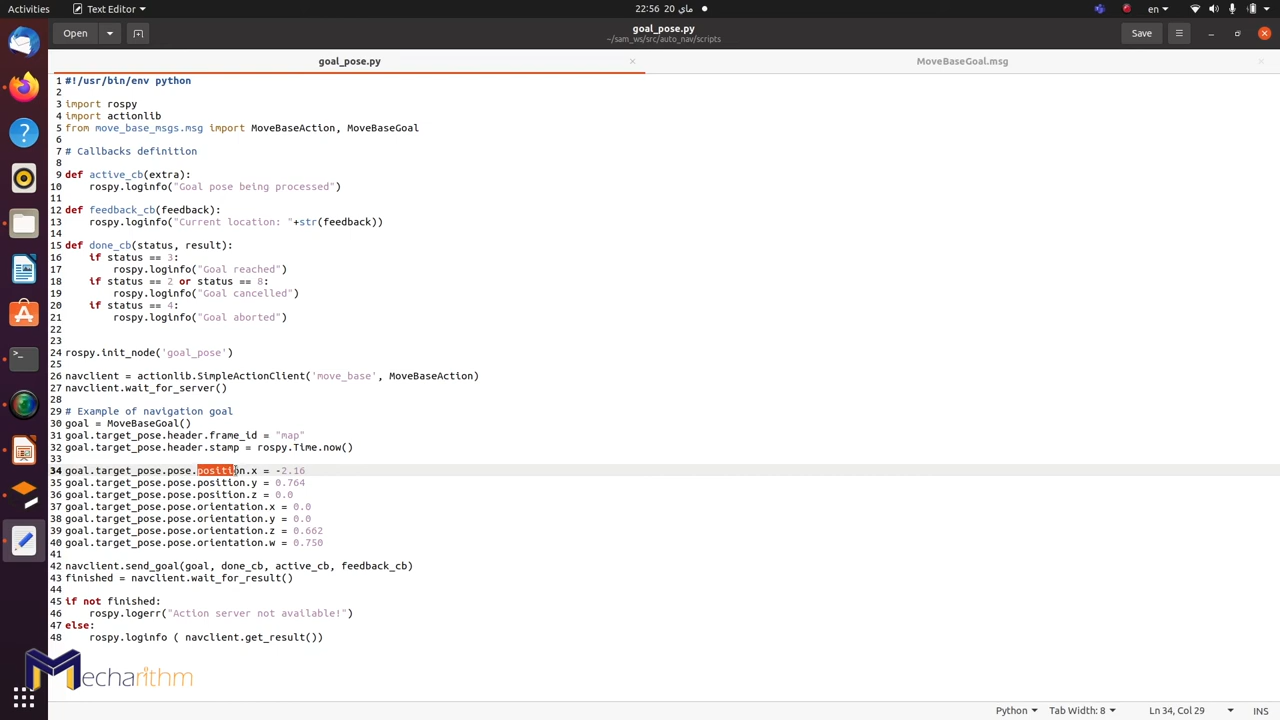 Activities
Text Editor
22:56 20 مای
en
Open
goal_pose.py
~/sam_ws/src/auto_nav/scripts
Save
goal_pose.py
MoveBaseGoal.msg
1 #!/usr/bin/env python
2
3 import rospy
4 import actionlib
5 from move_base_msgs.msg import MoveBaseAction, MoveBaseGoal
6
7 # Callbacks definition
8
9 def active_cb(extra):
10     rospy.loginfo("Goal pose being processed")
11
12 def feedback_cb(feedback):
13     rospy.loginfo("Current location: "+str(feedback))
14
15 def done_cb(status, result):
16     if status == 3:
17         rospy.loginfo("Goal reached")
18     if status == 2 or status == 8:
19         rospy.loginfo("Goal cancelled")
20     if status == 4:
21         rospy.loginfo("Goal aborted")
22
23
24 rospy.init_node('goal_pose')
25
26 navclient = actionlib.SimpleActionClient('move_base', MoveBaseAction)
27 navclient.wait_for_server()
28
29 # Example of navigation goal
30 goal = MoveBaseGoal()
31 goal.target_pose.header.frame_id = "map"
32 goal.target_pose.header.stamp = rospy.Time.now()
33
34 goal.target_pose.pose.position.x = -2.16
35 goal.target_pose.pose.position.y = 0.764
36 goal.target_pose.pose.position.z = 0.0
37 goal.target_pose.pose.orientation.x = 0.0
38 goal.target_pose.pose.orientation.y = 0.0
39 goal.target_pose.pose.orientation.z = 0.662
40 goal.target_pose.pose.orientation.w = 0.750
41
42 navclient.send_goal(goal, done_cb, active_cb, feedback_cb)
43 finished = navclient.wait_for_result()
44
45 if not finished:
46     rospy.logerr("Action server not available!")
47 else:
48     rospy.loginfo ( navclient.get_result())
Mecharithm
Python
Tab Width: 8
Ln 34, Col 29
INS